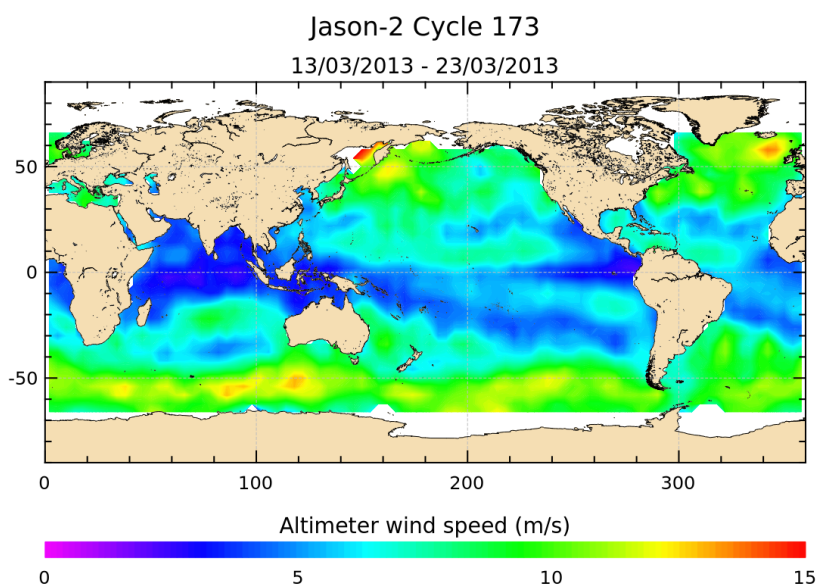 Jason-2 Cycle 173
13/03/2013 - 23/03/2013
50
0
-50
0 100 200 300
Altimeter wind speed (m/s)
0 5 10 15